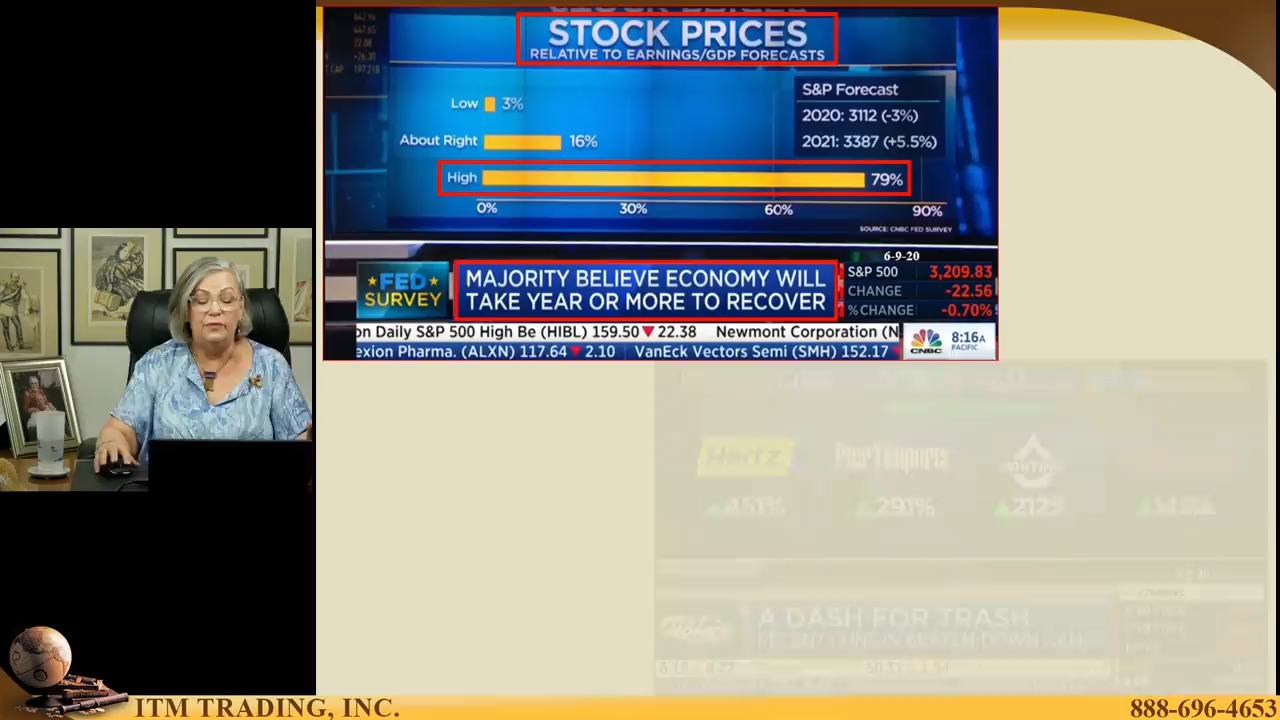 STOCK PRICES
RELATIVE TO EARNINGS/GDP FORECASTS
Low 3%
About Right 16%
High 79%
0% 30% 60% 90%
S&P Forecast
2020: 3112 (-3%)
2021: 3387 (+5.5%)
SOURCE: CNBC FED SURVEY
6-9-20
FED
SURVEY
MAJORITY BELIEVE ECONOMY WILL
TAKE YEAR OR MORE TO RECOVER
S&P 500 3,209.83
CHANGE -22.56
% CHANGE -0.70%
on Daily S&P 500 High Be (HIBL) 159.50 ▼ 22.38 Newmont Corporation (N
exion Pharma. (ALXN) 117.64 ▼ 2.10 VanEck Vectors Semi (SMH) 152.17
CNBC
8:16A
PACIFIC
Hertz
▲451%
▲291%
▲212%
A DASH FOR TRASH
ITM TRADING, INC.
888-696-4653